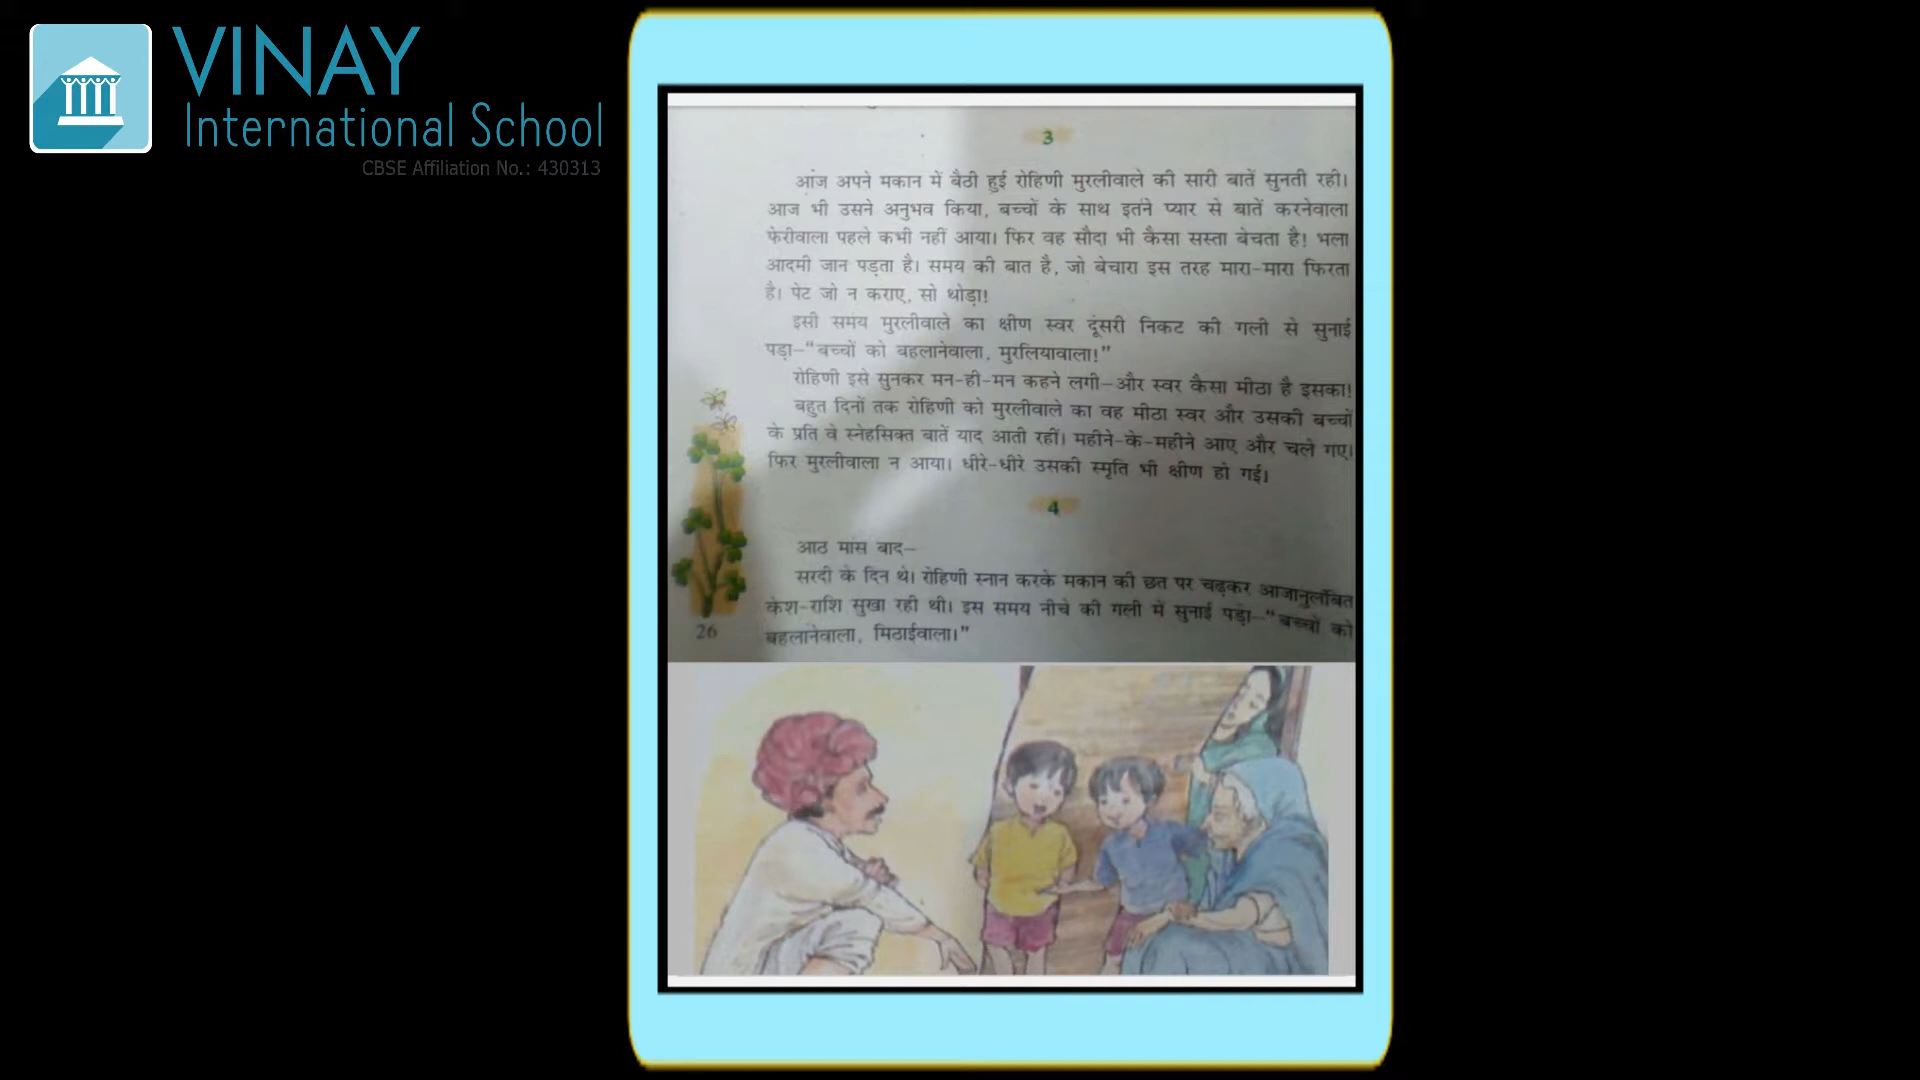 VINAY
International School
CBSE Affiliation No.: 430313
3
आज अपने मकान में बैठी हुई रोहिणी मुरलीवाले की सारी बातें सुनती रही।
आज भी उसने अनुभव किया, बच्चों के साथ इतने प्यार से बातें करनेवाला
फेरीवाला पहले कभी नहीं आया। फिर वह सौदा भी कैसा सस्ता बेचता है! भला
आदमी जान पड़ता है। समय की बात है, जो बेचारा इस तरह मारा-मारा फिरता
है। पेट जो न कराए, सो थोड़ा!
इसी समय मुरलीवाले का क्षीण स्वर दूसरी निकट की गली से सुनाई
पड़ा–“बच्चों को बहलानेवाला, मुरलियावाला!”
रोहिणी इसे सुनकर मन-ही-मन कहने लगी–और स्वर कैसा मीठा है इसका!
बहुत दिनों तक रोहिणी को मुरलीवाले का वह मीठा स्वर और उसकी बच्चों
के प्रति वे स्नेहसिक्त बातें याद आती रहीं। महीने-के-महीने आए और चले गए।
फिर मुरलीवाला न आया। धीरे-धीरे उसकी स्मृति भी क्षीण हो गई।
4
आठ मास बाद–
सरदी के दिन थे। रोहिणी स्नान करके मकान की छत पर चढ़कर आजानुलंबित
केश-राशि सुखा रही थी। इस समय नीचे की गली में सुनाई पड़ा–“बच्चों को
बहलानेवाला, मिठाईवाला।”
26